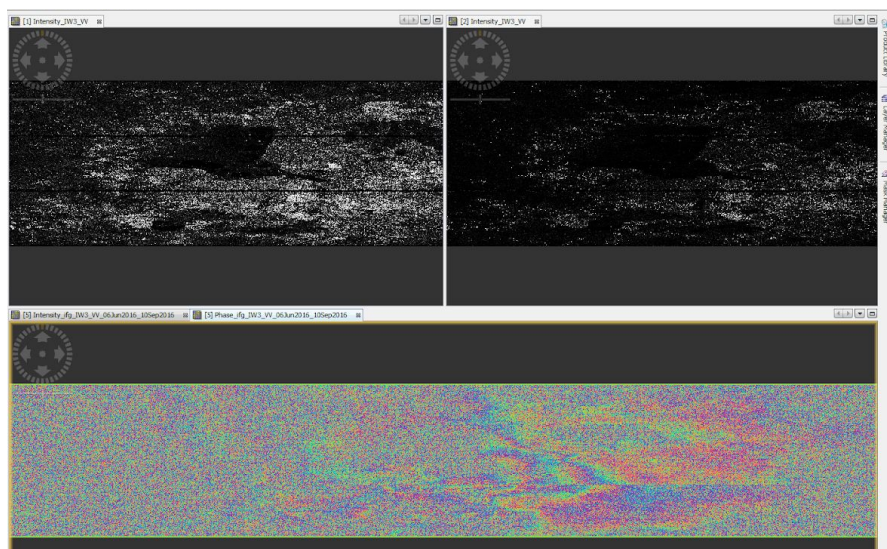 [1] Intensity_IW3_VV
[2] Intensity_IW3_VV
Product Library
Layer Manager
Mask Manager
[5] Intensity_ifg_IW3_VV_06Jun2016_10Sep2016
[5] Phase_ifg_IW3_VV_06Jun2016_10Sep2016